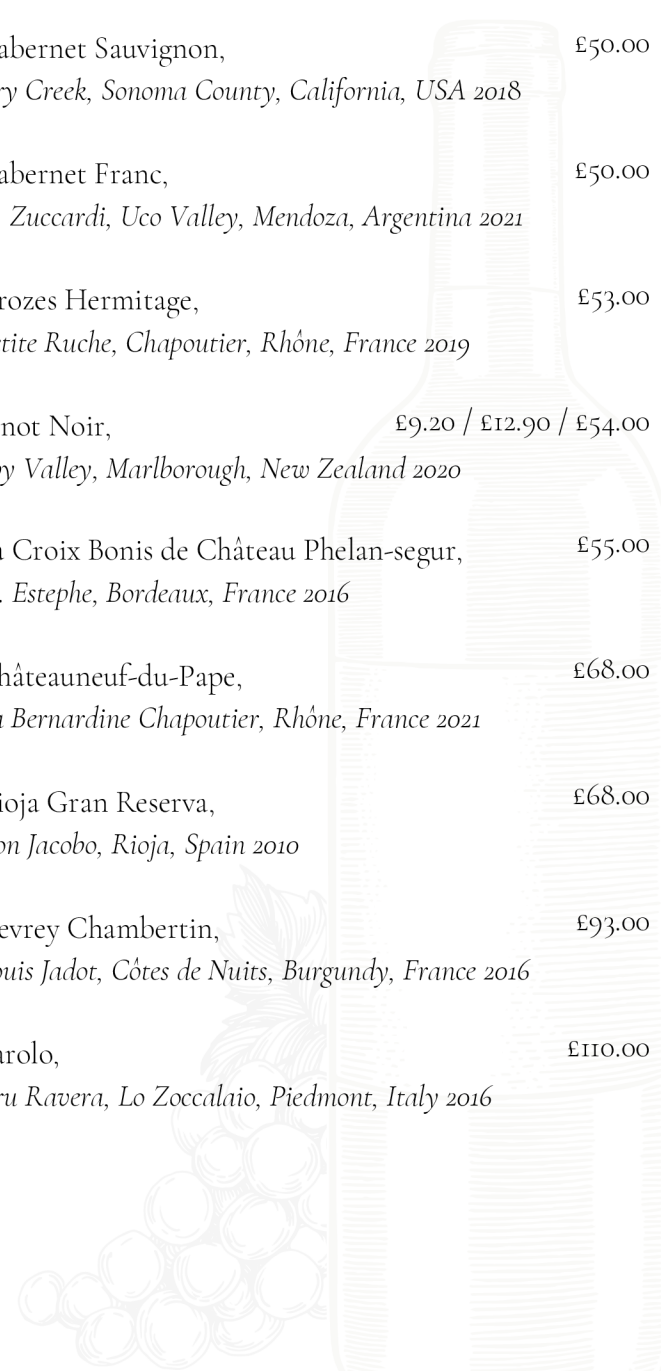 abernet Sauvignon, £50.00
ry Creek, Sonoma County, California, USA 2018
abernet Franc, £50.00
Zuccardi, Uco Valley, Mendoza, Argentina 2021
rozes Hermitage, £53.00
tite Ruche, Chapoutier, Rhône, France 2019
not Noir, £9.20 / £12.90 / £54.00
by Valley, Marlborough, New Zealand 2020
a Croix Bonis de Château Phelan-segur, £55.00
. Estephe, Bordeaux, France 2016
hâteauneuf-du-Pape, £68.00
a Bernardine Chapoutier, Rhône, France 2021
ioja Gran Reserva, £68.00
on Jacobo, Rioja, Spain 2010
evrey Chambertin, £93.00
ouis Jadot, Côtes de Nuits, Burgundy, France 2016
arolo, £110.00
ru Ravera, Lo Zoccalaio, Piedmont, Italy 2016